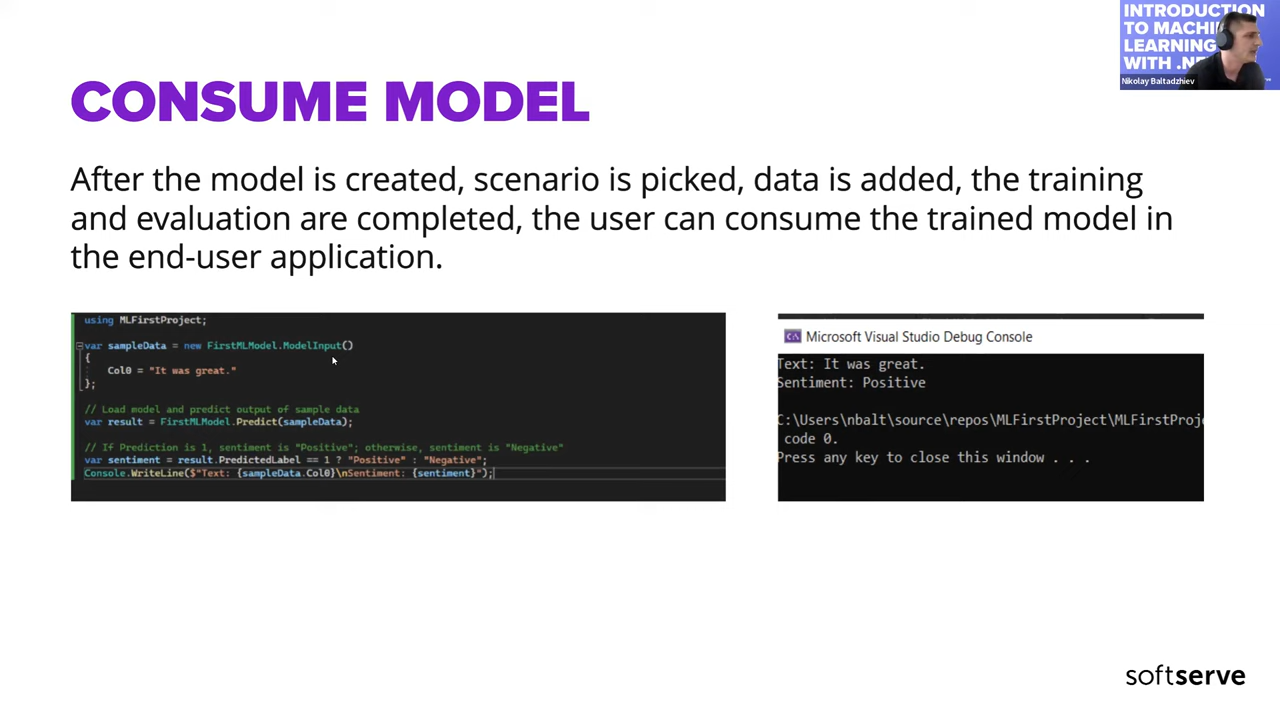 INTRODUCTION
TO MACHI
LEARNING
WITH .NE
Nikolay Baltadzhiev
CONSUME MODEL
After the model is created, scenario is picked, data is added, the training
and evaluation are completed, the user can consume the trained model in
the end-user application.
using MLFirstProject;
var sampleData = new FirstMLModel.ModelInput()
{
Col0 = "It was great."
};
// Load model and predict output of sample data
var result = FirstMLModel.Predict(sampleData);
// If Prediction is 1, sentiment is "Positive"; otherwise, sentiment is "Negative"
var sentiment = result.PredictedLabel == 1 ? "Positive" : "Negative";
Console.WriteLine($"Text: {sampleData.Col0}\nSentiment: {sentiment}");
Microsoft Visual Studio Debug Console
Text: It was great.
Sentiment: Positive
C:\Users\nbalt\source\repos\MLFirstProject\MLFirstProje
code 0.
Press any key to close this window . . .
softserve